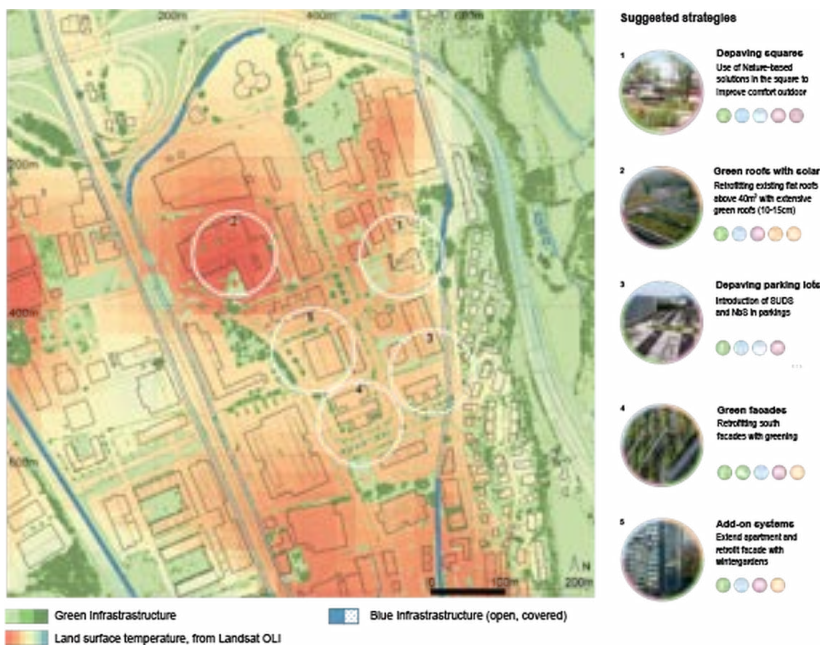 200m
400m
600m
Suggested strategies
1
Depaving squares
Use of Nature-based
solutions in the square to
improve comfort outdoor
200m
2
Green roofs with solar
Retrofitting existing flat roofs
above 40m² with extensive
green roofs (10-15cm)
2
1
3
Depaving parking lots
Introduction of SUDS
and NbS in parkings
...
400m
5
3
4
4
Green facades
Retrofitting south
facades with greening
600m
5
Add-on systems
Extend apartment and
retrofit facade with
wintergardens
N
0
100m
200m
Green Infrastrastructure
Blue Infrastructure (open, covered)
Land surface temperature, from Landsat OLI